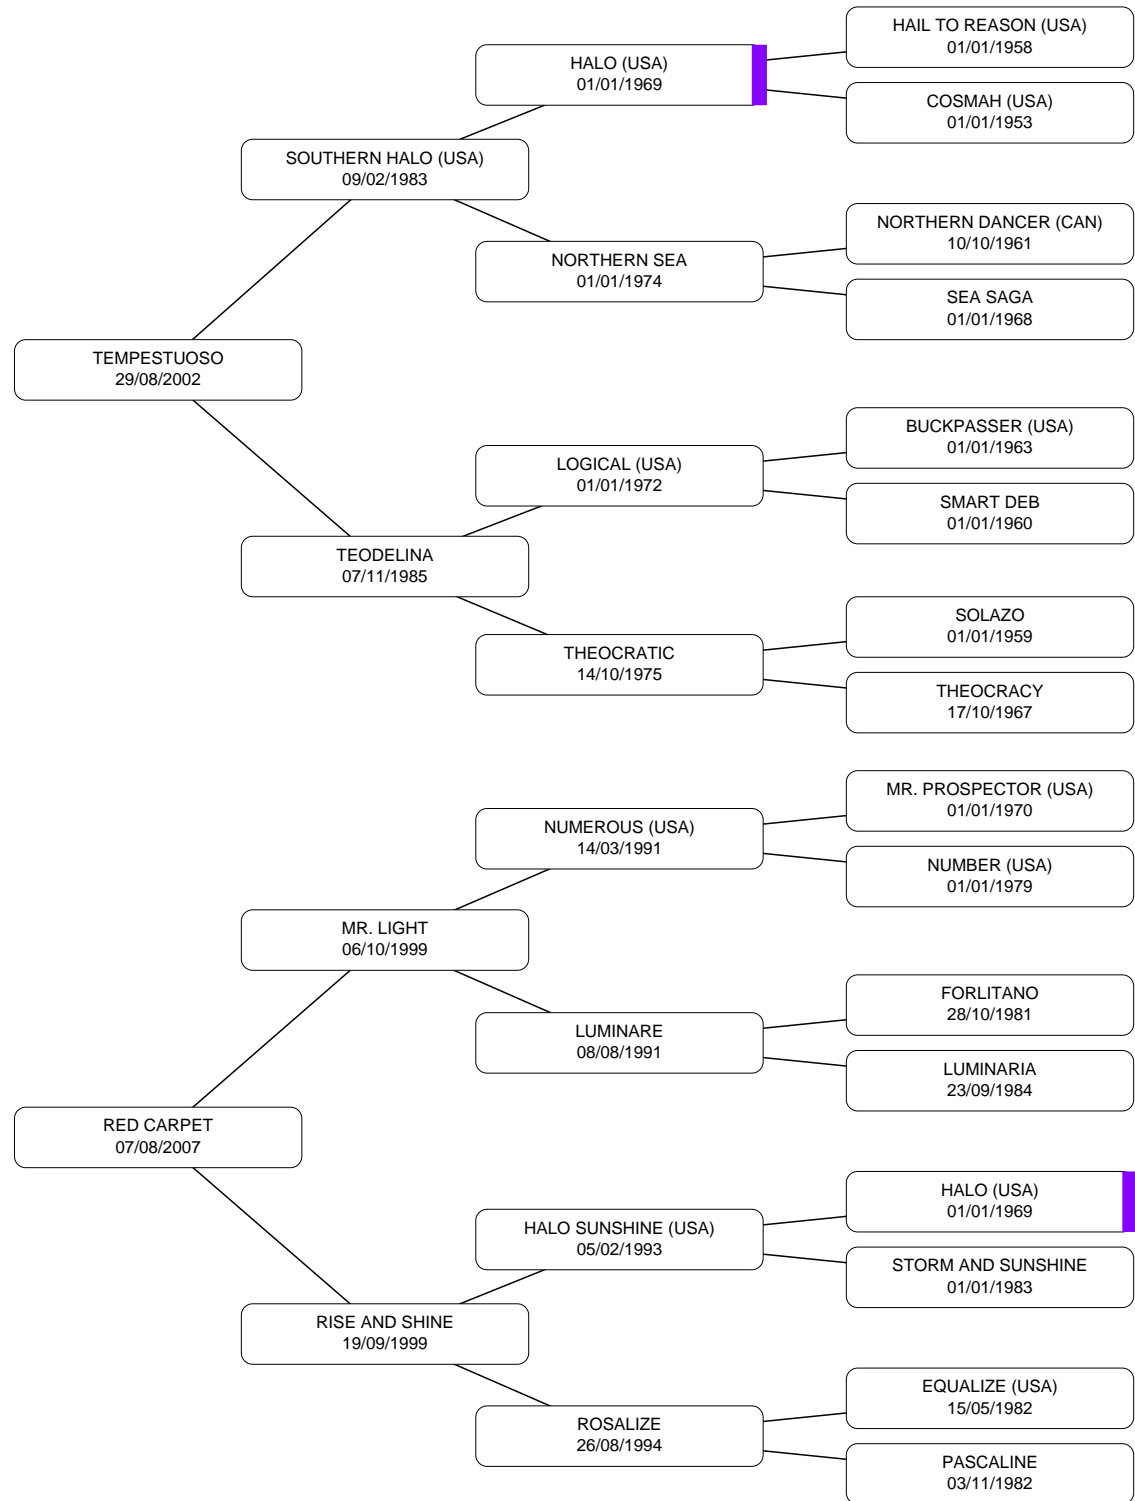 HAIL TO REASON (USA)
01/01/1958
HALO (USA)
01/01/1969
COSMAH (USA)
01/01/1953
SOUTHERN HALO (USA)
09/02/1983
NORTHERN DANCER (CAN)
10/10/1961
NORTHERN SEA
01/01/1974
SEA SAGA
01/01/1968
TEMPESTUOSO
29/08/2002
BUCKPASSER (USA)
01/01/1963
LOGICAL (USA)
01/01/1972
SMART DEB
01/01/1960
TEODELINA
07/11/1985
SOLAZO
01/01/1959
THEOCRATIC
14/10/1975
THEOCRACY
17/10/1967
MR. PROSPECTOR (USA)
01/01/1970
NUMEROUS (USA)
14/03/1991
NUMBER (USA)
01/01/1979
MR. LIGHT
06/10/1999
FORLITANO
28/10/1981
LUMINARE
08/08/1991
LUMINARIA
23/09/1984
RED CARPET
07/08/2007
HALO (USA)
01/01/1969
HALO SUNSHINE (USA)
05/02/1993
STORM AND SUNSHINE
01/01/1983
RISE AND SHINE
19/09/1999
EQUALIZE (USA)
15/05/1982
ROSALIZE
26/08/1994
PASCALINE
03/11/1982